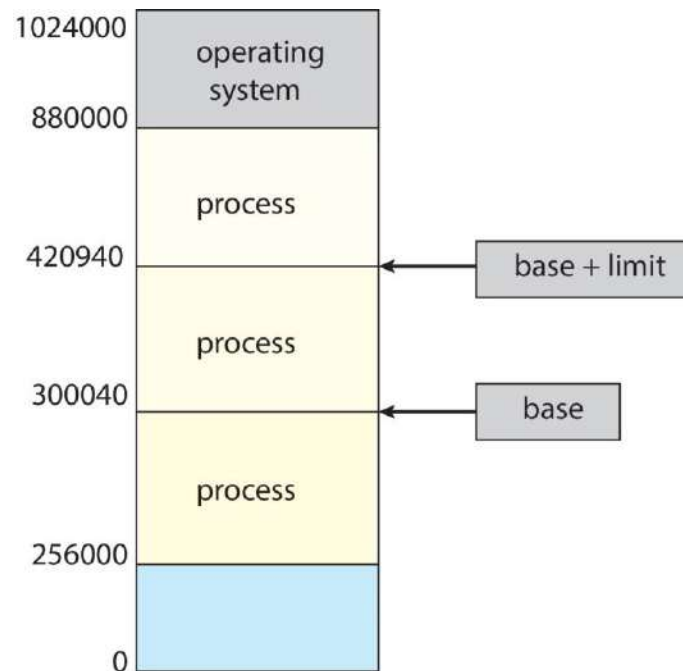 1024000
operating
system
880000
process
420940
base + limit
process
300040
base
process
256000
0